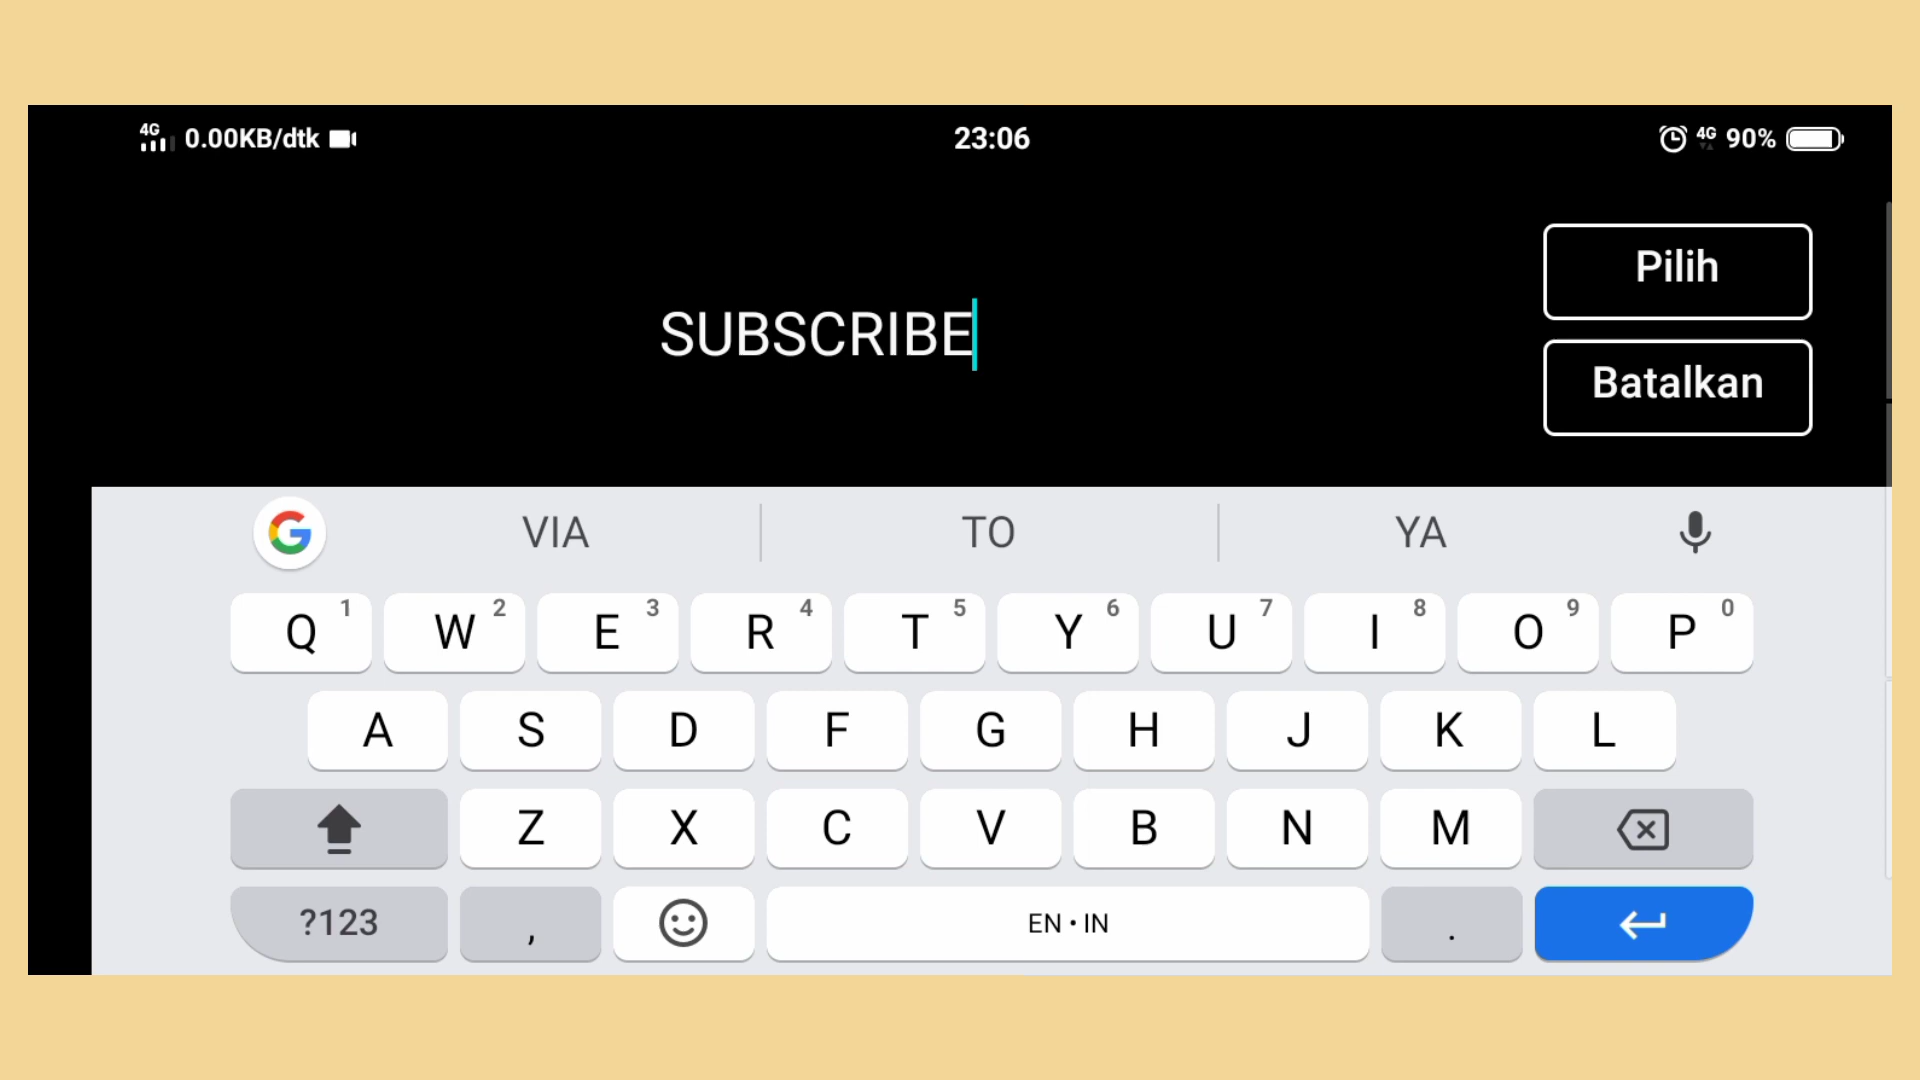 4G 0.00KB/dtk 23:06 4G 90%
Pilih
SUBSCRIBE
Batalkan
G VIA TO YA
Q 1 W 2 E 3 R 4 T 5 Y 6 U 7 I 8 O 9 P 0
A S D F G H J K L
Z X C V B N M
?123 , EN • IN .